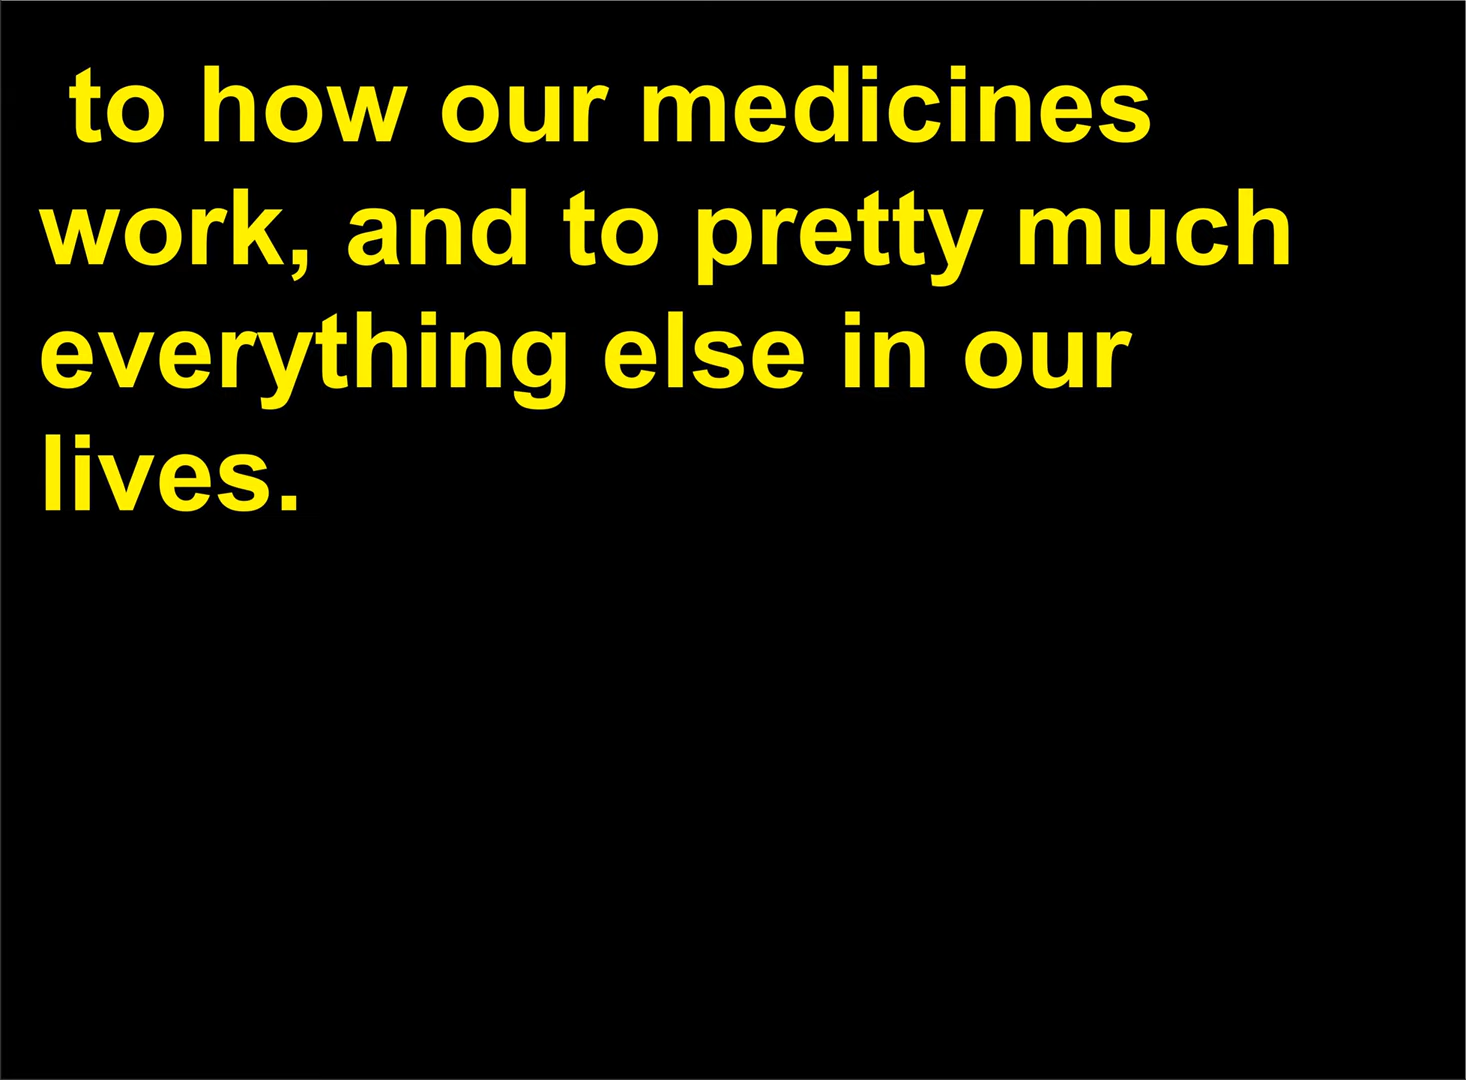 to how our medicines
work, and to pretty much
everything else in our
lives.